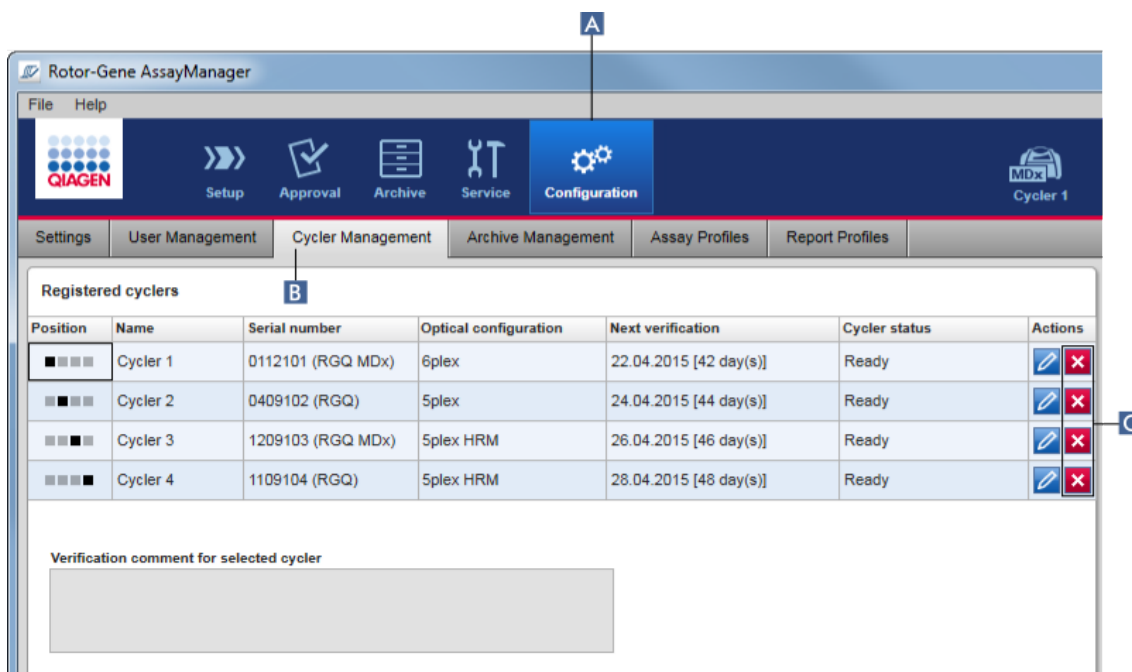 A
Rotor-Gene AssayManager
File Help
QIAGEN
Setup
Approval
Archive
Service
Configuration
MDx
Cycler 1
Settings
User Management
Cycler Management
Archive Management
Assay Profiles
Report Profiles
B
Registered cyclers
Position Name Serial number Optical configuration Next verification Cycler status Actions
Cycler 1 0112101 (RGQ MDx) 6plex 22.04.2015 [42 day(s)] Ready
Cycler 2 0409102 (RGQ) 5plex 24.04.2015 [44 day(s)] Ready
Cycler 3 1209103 (RGQ MDx) 5plex HRM 26.04.2015 [46 day(s)] Ready
Cycler 4 1109104 (RGQ) 5plex HRM 28.04.2015 [48 day(s)] Ready
C
Verification comment for selected cycler